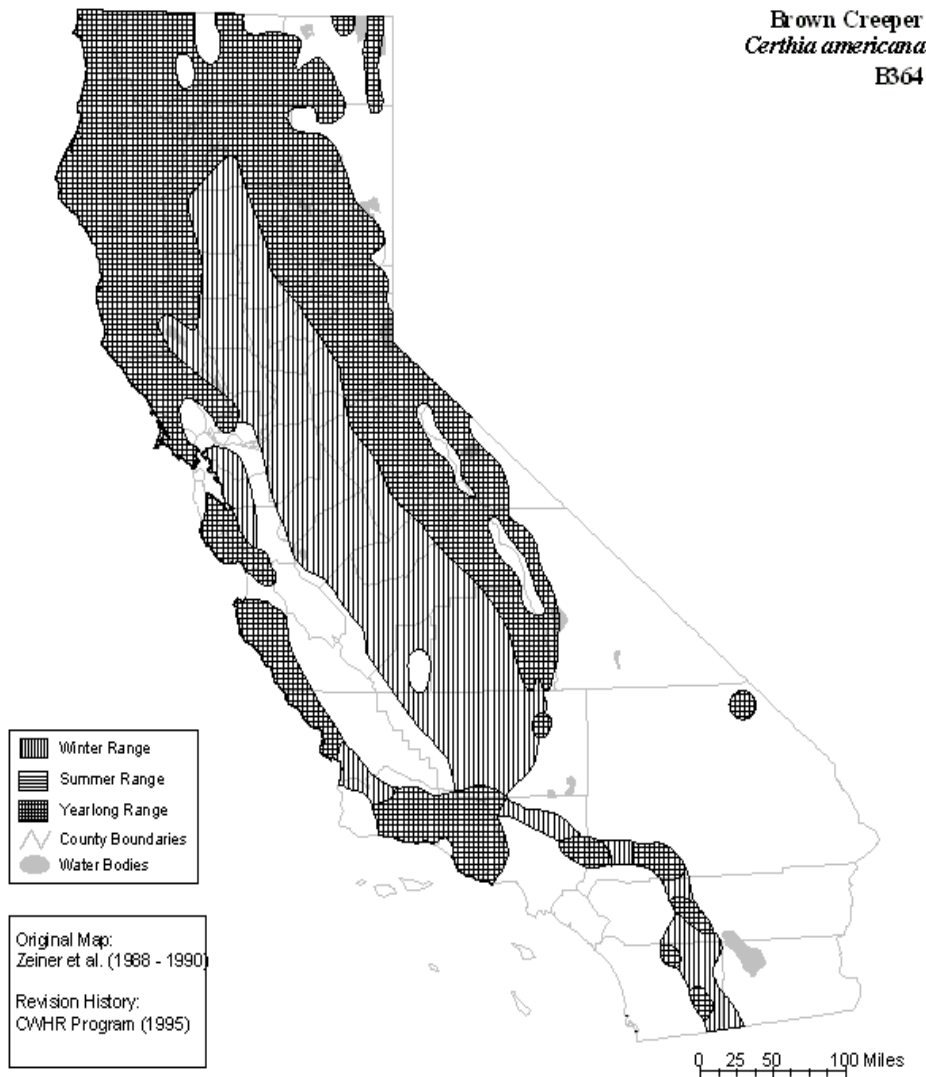 Brown Creeper
Certhia americana
B364
Winter Range
Summer Range
Yearlong Range
County Boundaries
Water Bodies
Original Map:
Zeiner et al. (1988 - 1990)
Revision History:
CWHR Program (1995)
0 25 50 100 Miles